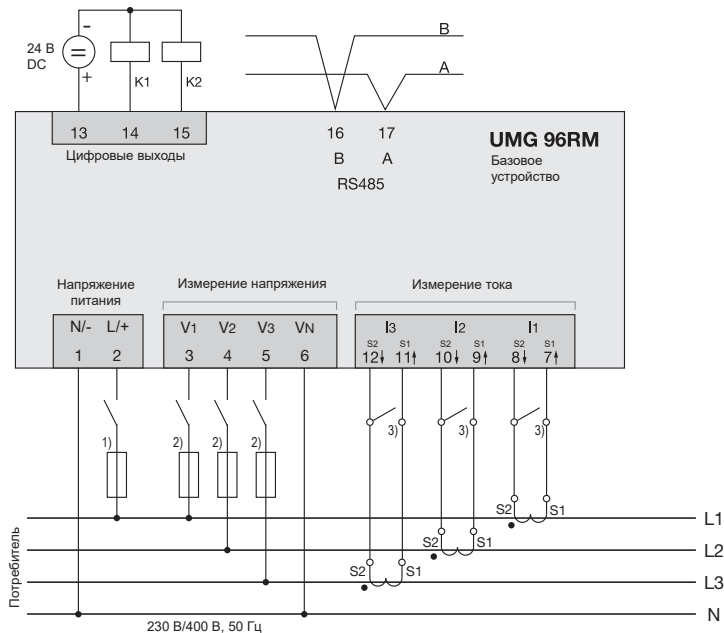 24 В
DC
-
+
K1
K2
B
A
13 14 15
Цифровые выходы
16 17
B A
RS485
UMG 96RM
Базовое
устройство
Напряжение
питания
Измерение напряжения
Измерение тока
N/- L/+
V1 V2 V3 VN
I3 I2 I1
S2 S1 S2 S1 S2 S1
1 2 3 4 5 6 12 11 10 9 8 7
1) 2) 2) 2) 3) 3) 3)
S2 S1
L1
S2 S1
L2
S2 S1
L3
N
Потребитель
230 В/400 В, 50 Гц